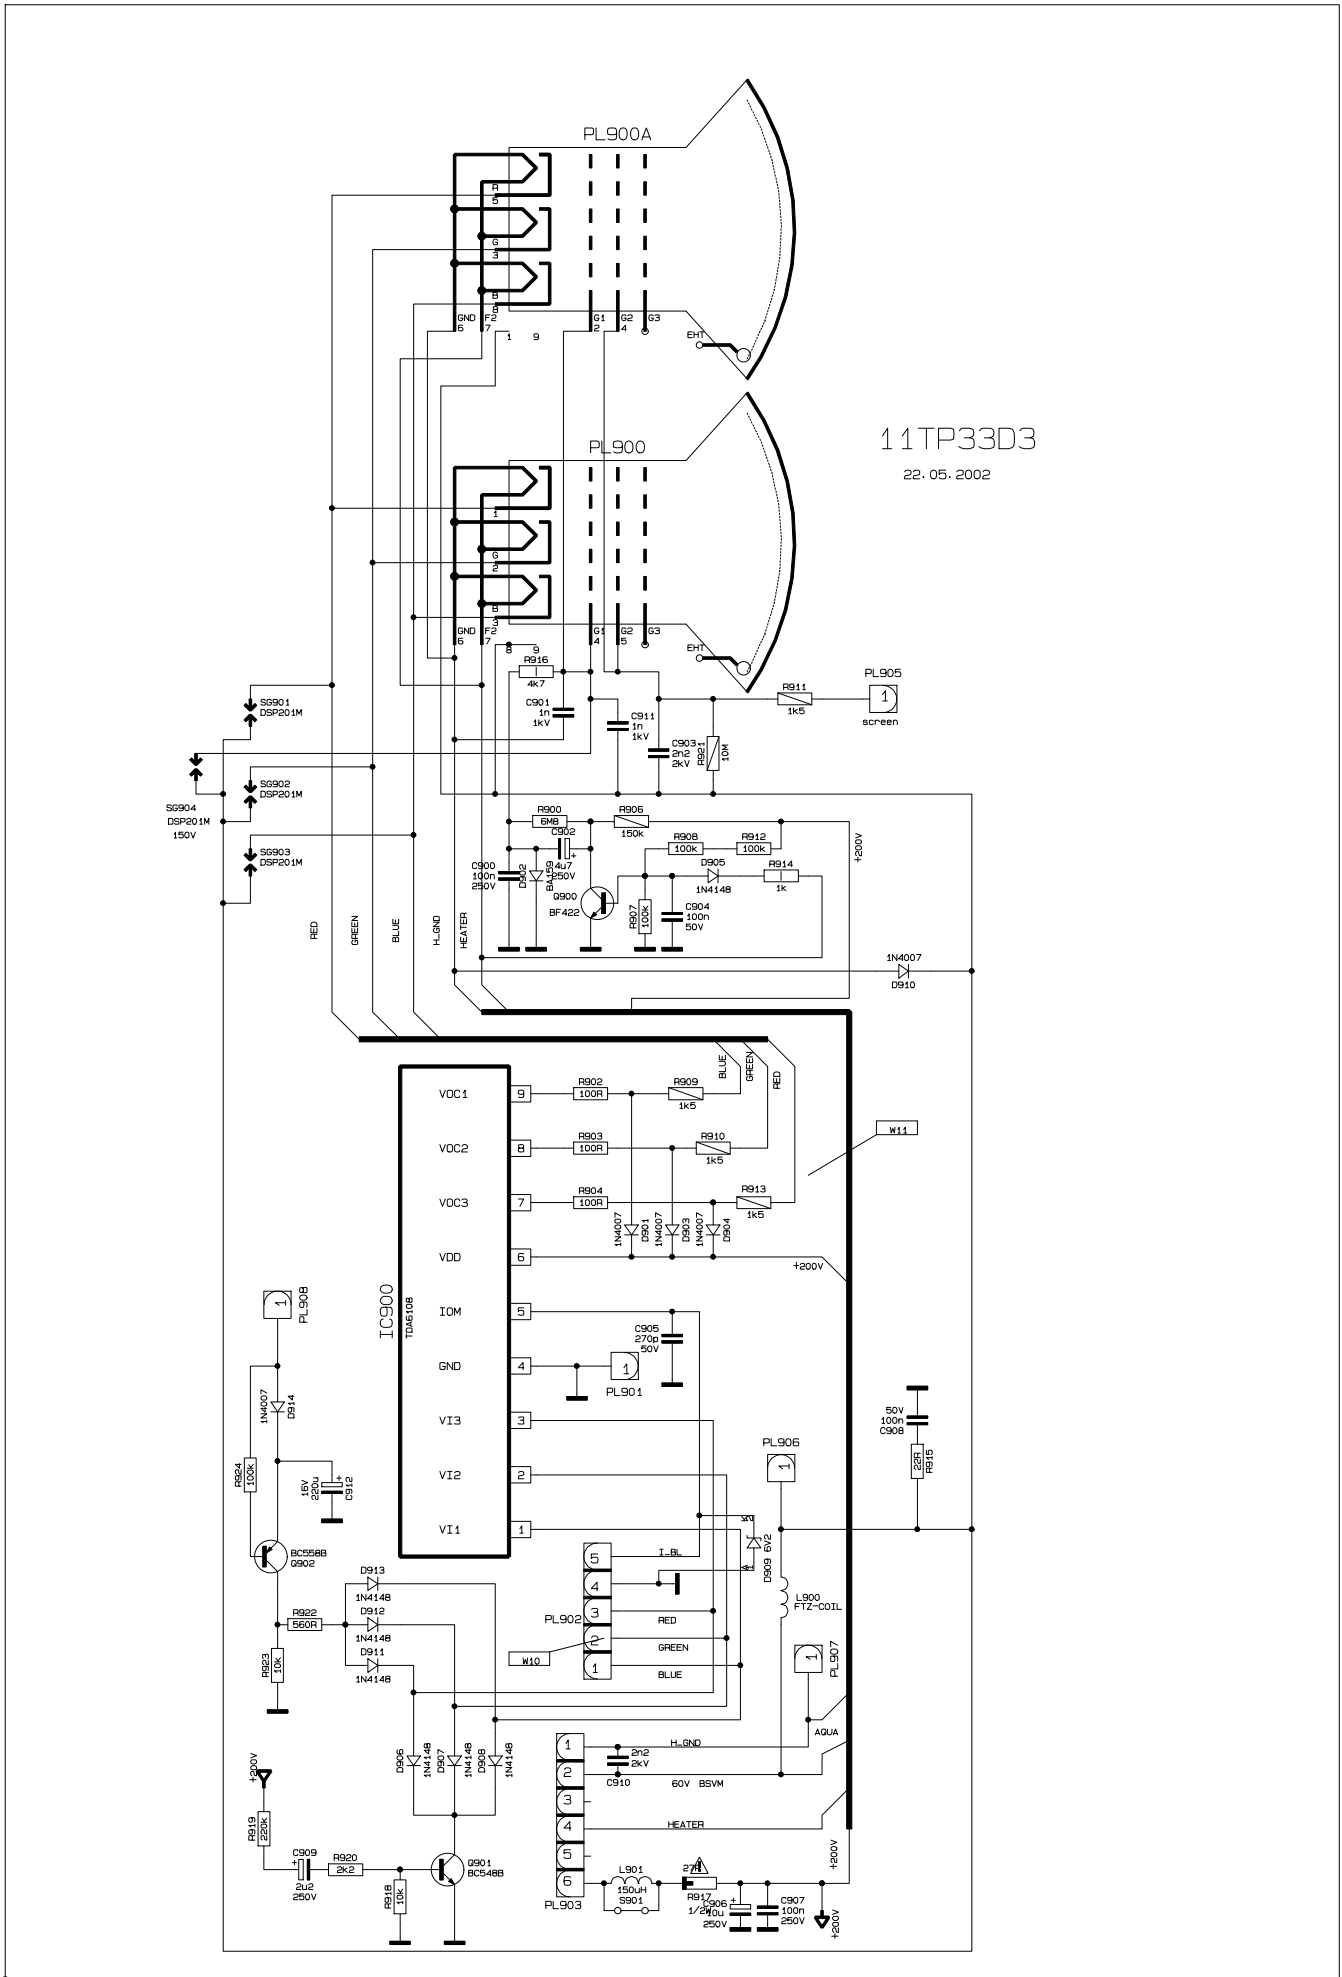 PL900A
R
5
G
3
B
8
GND
6
F2
7
1
9
G1
2
G2
4
G3
EHT
PL900
11TP33D3
22.05.2002
1
G
2
B
3
GND
6
F2
7
8
9
G1
4
G2
5
G3
EHT
R916
4k7
C901
1n
1kV
C911
1n
1kV
C903
2n2
2kV
R921
10M
R911
1k5
PL905
1
screen
SG901
DSP201M
SG902
DSP201M
SG904
DSP201M
150V
SG903
DSP201M
R900
6M8
R906
150k
C902
4u7
250V
C900
100n
250V
D902
BA159
Q900
BF422
R908
100k
R912
100k
D905
1N4148
R914
1k
R907
100k
C904
100n
50V
+200V
RED
GREEN
BLUE
H_GND
HEATER
1N4007
D910
BLUE
GREEN
RED
IC900
TDA6108
VOC1
9
VOC2
8
VOC3
7
VDD
6
IOM
5
GND
4
VI3
3
VI2
2
VI1
1
R902
100R
R909
1k5
R903
100R
R910
1k5
R904
100R
R913
1k5
1N4007
D901
1N4007
D903
1N4007
D904
+200V
W11
C905
270p
50V
1
PL901
1
PL908
1N4007
D914
R924
100k
16V
220u
C912
BC558B
Q902
R922
560R
R923
10k
D913
1N4148
D912
1N4148
D911
1N4148
50V
100n
C908
22R
R915
PL906
1
D909
6V2
L900
FTZ-COIL
5
I_BL
4
PL902
3
RED
2
GREEN
1
BLUE
W10
1
PL907
AQUA
D906
1N4148
D907
1N4148
D908
1N4148
1
H_GND
2n2
2kV
C910
2
60V BSVM
3
4
HEATER
5
6
PL903
+200V
R919
220k
C909
2u2
250V
R920
2k2
R918
10k
Q901
BC548B
L901
150uH
S901
R917
1/2W
C906
10u
250V
C907
100n
250V
+200V
+200V